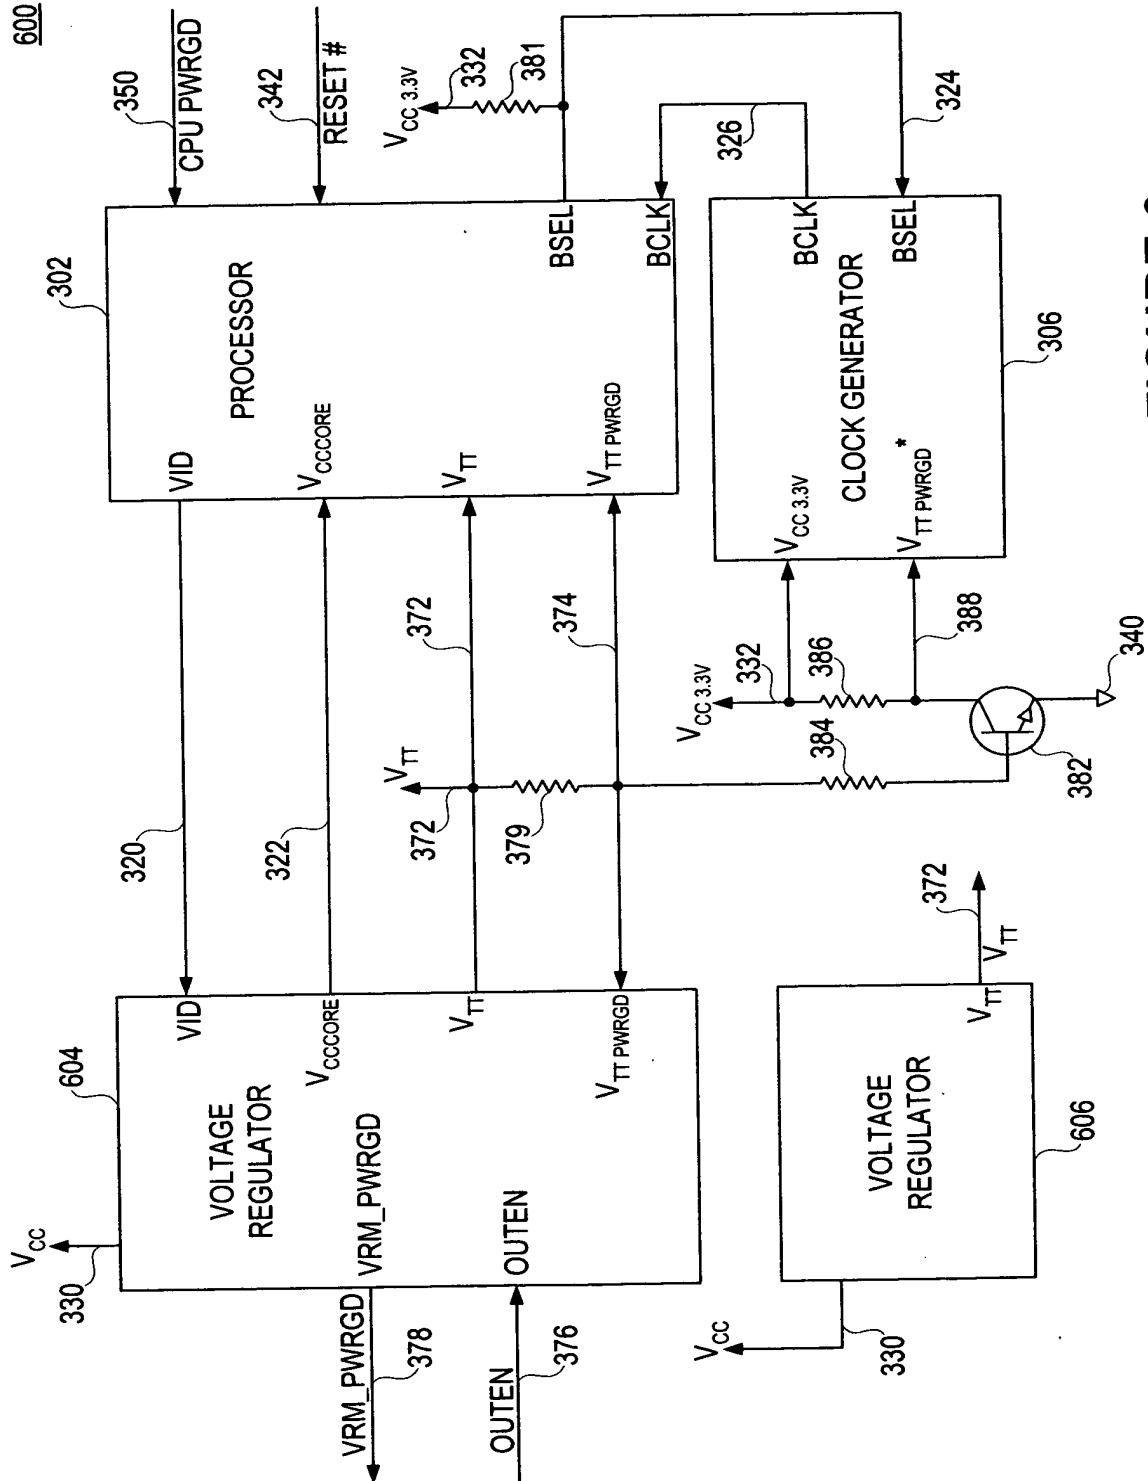 600
350
CPU PWRGD
342
RESET #
302
PROCESSOR
VID
VCCCORE
VTT
VTT PWRGD
BSEL
BCLK
VCC 3.3V
332
381
326
324
BCLK
BSEL
CLOCK GENERATOR
VCC 3.3V
VTT PWRGD*
306
320
322
372
374
VTT
372
379
VCC 3.3V
332
386
388
384
382
340
604
VOLTAGE
REGULATOR
VID
VCCCORE
VTT
VTT PWRGD
VRM_PWRGD
OUTEN
VCC
330
VRM_PWRGD
378
OUTEN
376
VOLTAGE
REGULATOR
VTT
VTT
372
606
VCC
330